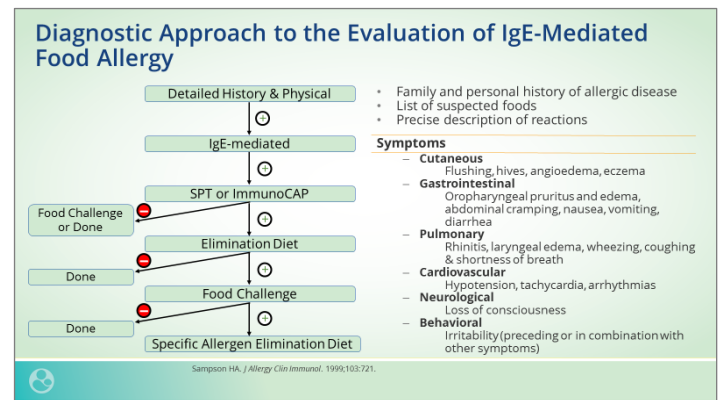 Diagnostic Approach to the Evaluation of IgE-Mediated
Food Allergy
Detailed History & Physical
IgE-mediated
SPT or ImmunoCAP
Food Challenge
or Done
Elimination Diet
Done
Food Challenge
Done
Specific Allergen Elimination Diet
• Family and personal history of allergic disease
• List of suspected foods
• Precise description of reactions
Symptoms
– Cutaneous
Flushing, hives, angioedema, eczema
– Gastrointestinal
Oropharyngeal pruritus and edema,
abdominal cramping, nausea, vomiting,
diarrhea
– Pulmonary
Rhinitis, laryngeal edema, wheezing, coughing
& shortness of breath
– Cardiovascular
Hypotension, tachycardia, arrhythmias
– Neurological
Loss of consciousness
– Behavioral
Irritability (preceding or in combination with
other symptoms)
Sampson HA. J Allergy Clin Immunol. 1999;103:721.